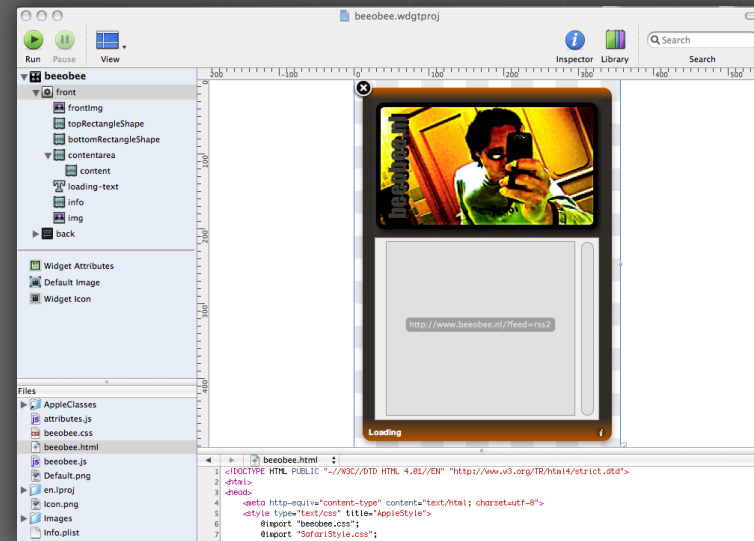 beeobee.wdgtproj
Run Pause View Inspector Library Search
Search
200 |-100 0 |100 |200 |300 |400 |500
0
100
200
300
400
beeobee
front
frontImg
topRectangleShape
bottomRectangleShape
contentarea
content
loading-text
info
img
back
Widget Attributes
Default Image
Widget Icon
beeobee.nl
http://www.beeobee.nl/?feed=rss2
Loading
i
Files
AppleClasses
attributes.js
beeobee.css
beeobee.html
beeobee.js
Default.png
en.lproj
Icon.png
Images
Info.plist
beeobee.html
1 <!DOCTYPE HTML PUBLIC "-//W3C//DTD HTML 4.01//EN" "http://www.w3.org/TR/html4/strict.dtd">
2 <html>
3 <head>
4 <meta http-equiv="content-type" content="text/html; charset=utf-8">
5 <style type="text/css" title="AppleStyle">
6 @import "beeobee.css";
7 @import "SafariStyle.css";